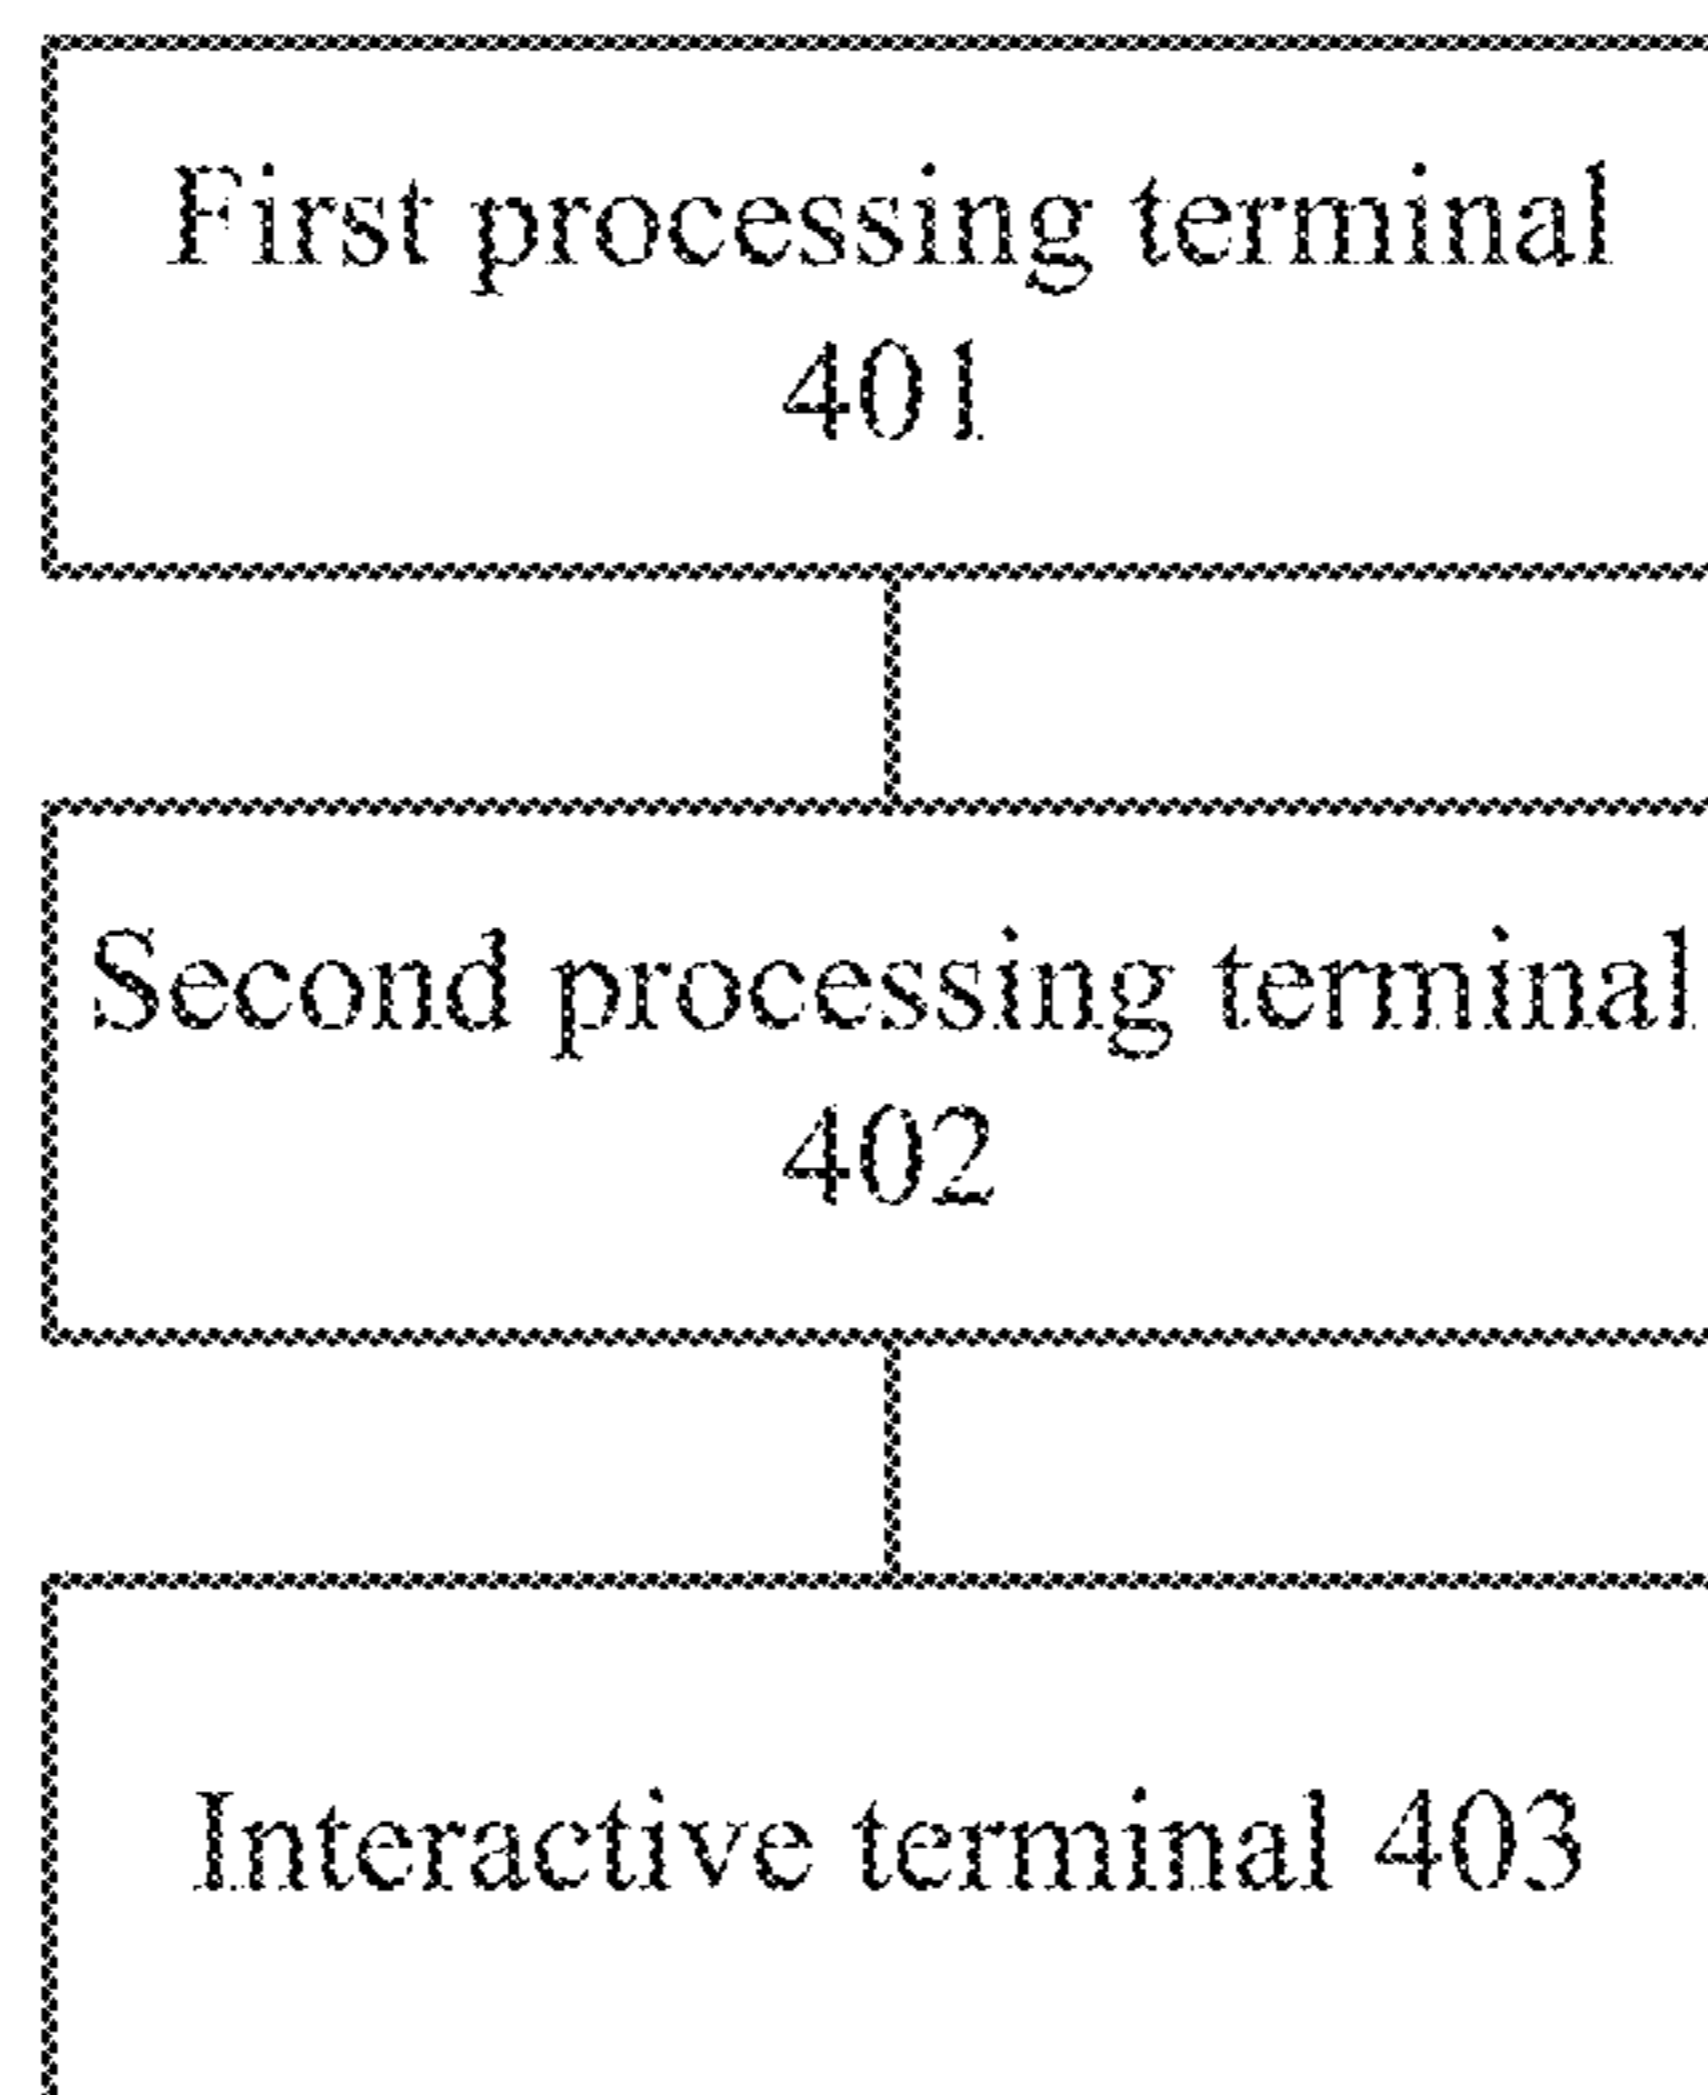 First processing terminal
401
Second processing terminal
402
Interactive terminal 403